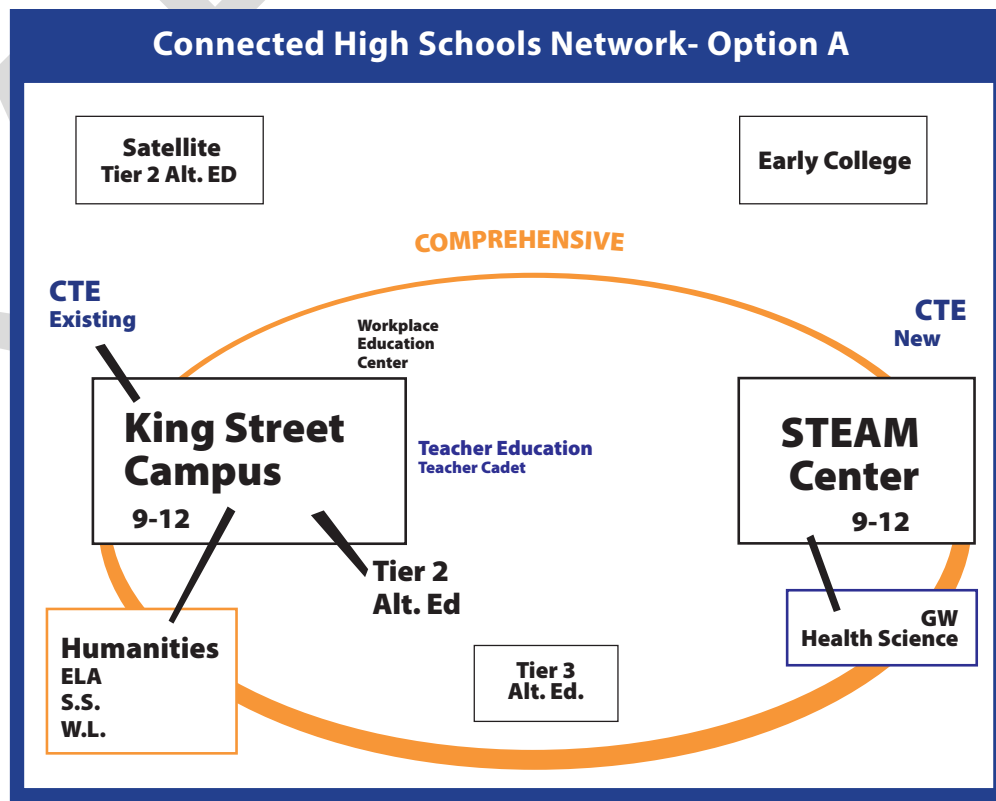 Connected High Schools Network- Option A
Satellite
Tier 2 Alt. ED
Early College
COMPREHENSIVE
CTE
Existing
CTE
New
Workplace
Education
Center
King Street
Campus
9-12
Teacher Education
Teacher Cadet
STEAM
Center
9-12
Tier 2
Alt. Ed
Humanities
ELA
S.S.
W.L.
GW
Health Science
Tier 3
Alt. Ed.